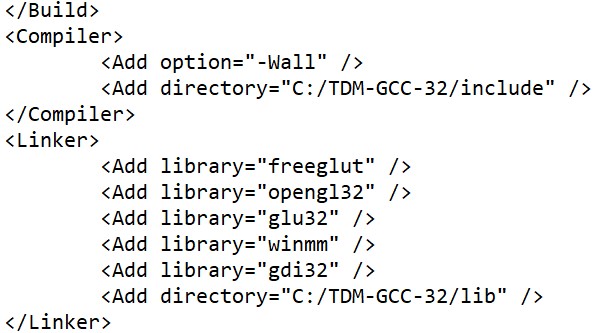 </Build>
<Compiler>
        <Add option="-Wall" />
        <Add directory="C:/TDM-GCC-32/include" />
</Compiler>
<Linker>
        <Add library="freeglut" />
        <Add library="opengl32" />
        <Add library="glu32" />
        <Add library="winmm" />
        <Add library="gdi32" />
        <Add directory="C:/TDM-GCC-32/lib" />
</Linker>